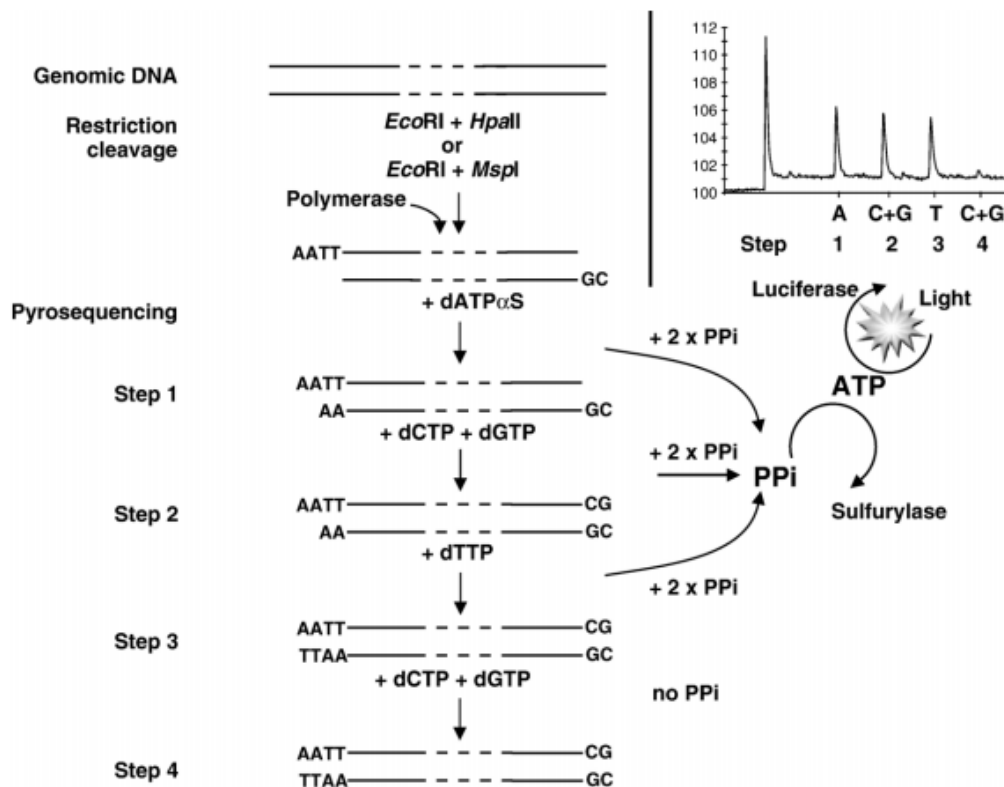 Genomic DNA
Restriction
cleavage
EcoRI + HpaII
or
EcoRI + MspI
Polymerase
AATT
GC
+ dATPαS
Pyrosequencing
Step 1
AATT
AA
GC
+ dCTP + dGTP
Step 2
AATT
CG
AA
GC
+ dTTP
Step 3
AATT
CG
TTAA
GC
+ dCTP + dGTP
Step 4
AATT
CG
TTAA
GC
+ 2 x PPi
+ 2 x PPi
+ 2 x PPi
no PPi
PPi
Sulfurylase
ATP
Luciferase
Light
112
110
108
106
104
102
100
A C+G T C+G
Step 1 2 3 4